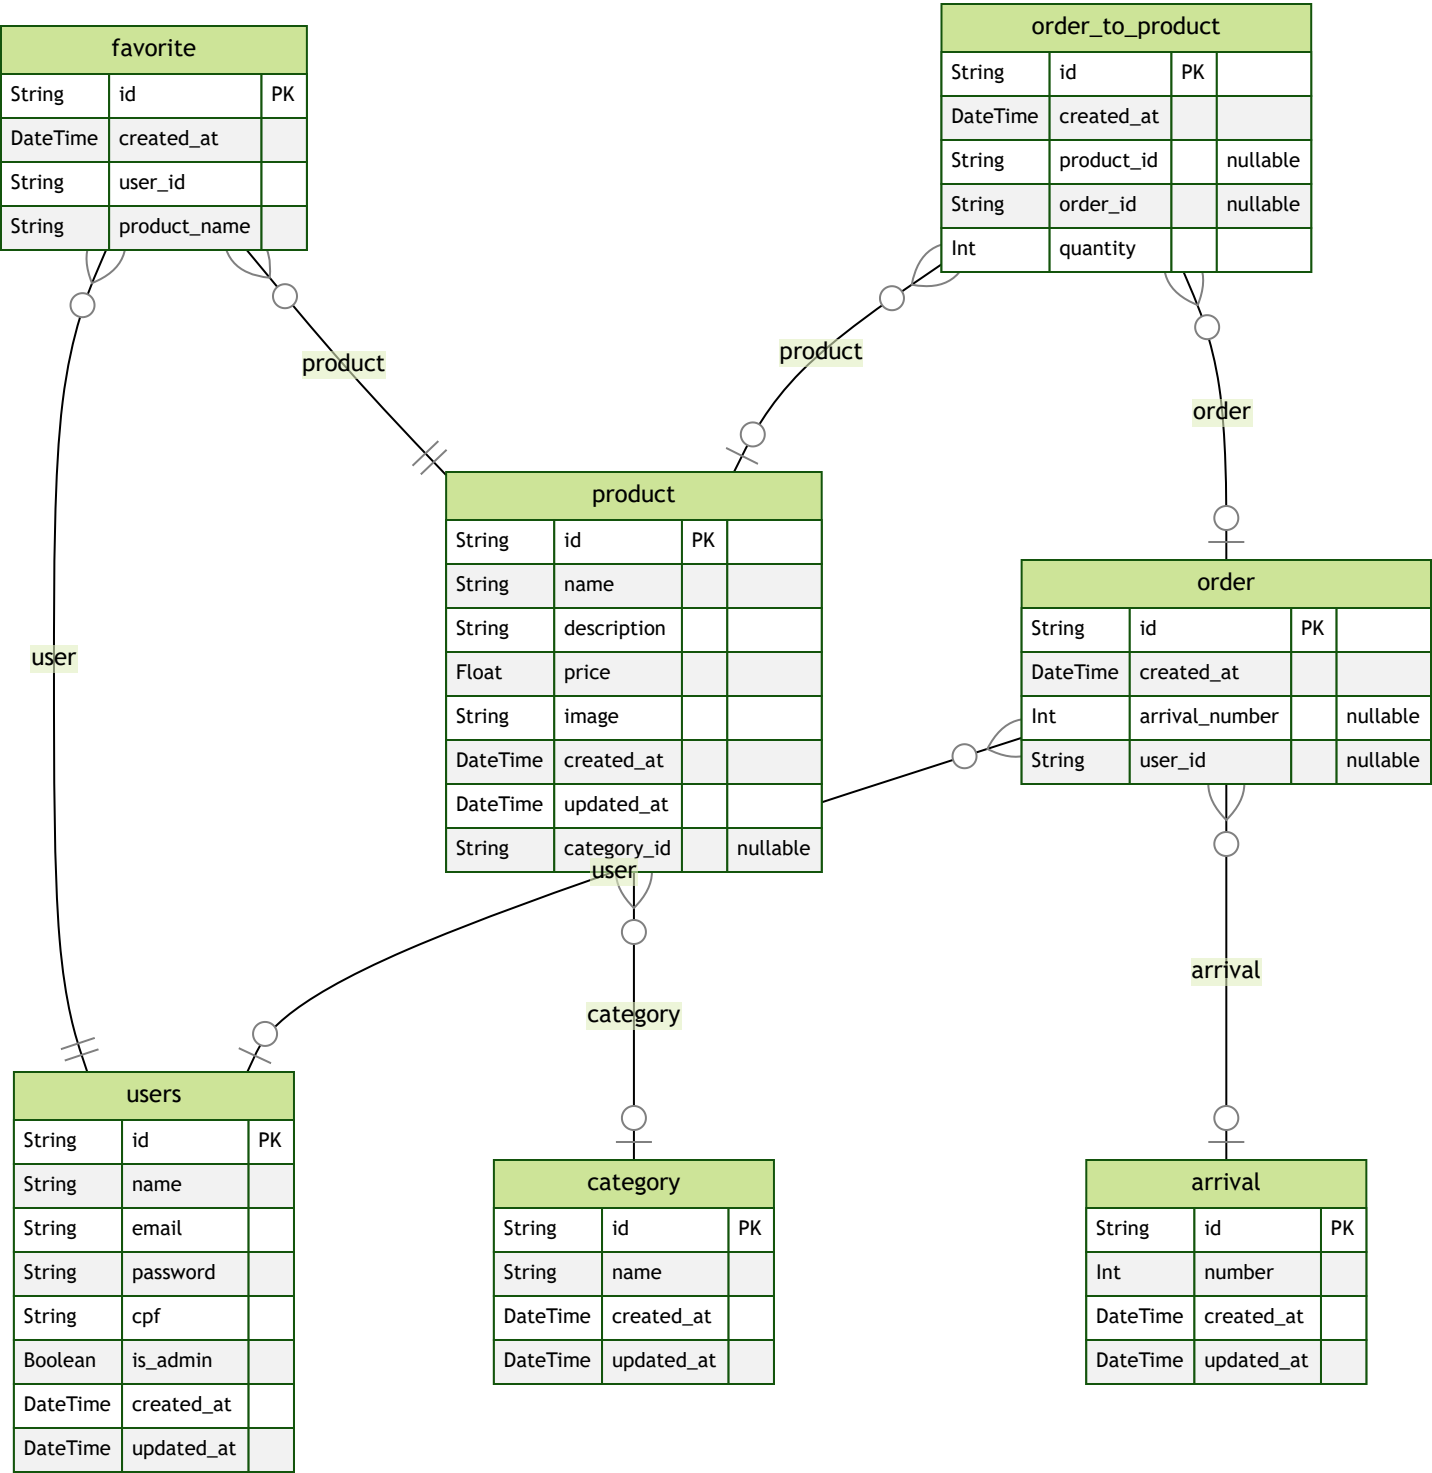 favorite
String id PK
DateTime created_at
String user_id
String product_name
order_to_product
String id PK
DateTime created_at
String product_id nullable
String order_id nullable
Int quantity
product
product
order
product
String id PK
String name
String description
Float price
String image
DateTime created_at
DateTime updated_at
String category_id nullable
order
String id PK
DateTime created_at
Int arrival_number nullable
String user_id nullable
user
user
category
arrival
users
String id PK
String name
String email
String password
String cpf
Boolean is_admin
DateTime created_at
DateTime updated_at
category
String id PK
String name
DateTime created_at
DateTime updated_at
arrival
String id PK
Int number
DateTime created_at
DateTime updated_at